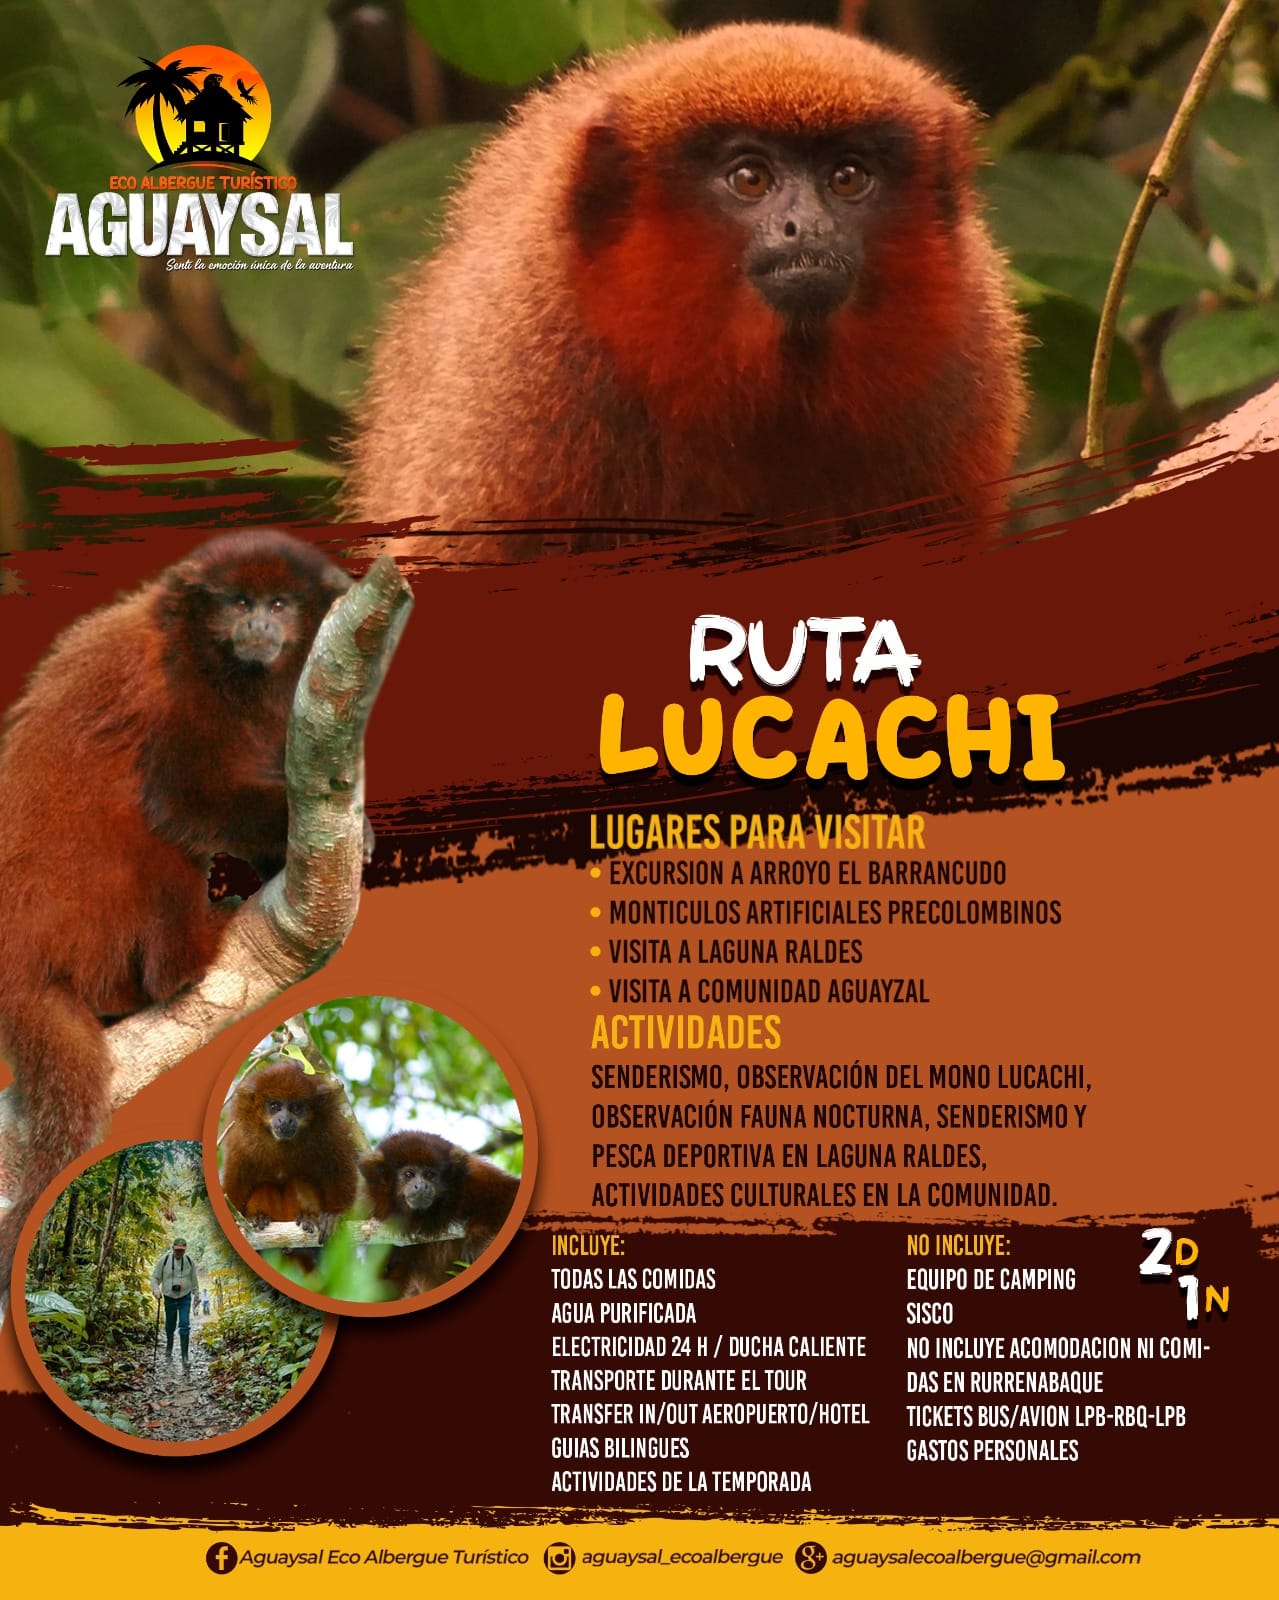 ECO ALBERGUE TURÍSTICO
AGUAYSAL
Sentí la emoción única de la aventura
RUTA
LUCACHI
LUGARES PARA VISITAR
• EXCURSION A ARROYO EL BARRANCUDO
• MONTICULOS ARTIFICIALES PRECOLOMBINOS
• VISITA A LAGUNA RALDES
• VISITA A COMUNIDAD AGUAYZAL
ACTIVIDADES
SENDERISMO, OBSERVACIÓN DEL MONO LUCACHI,
OBSERVACIÓN FAUNA NOCTURNA, SENDERISMO Y
PESCA DEPORTIVA EN LAGUNA RALDES,
ACTIVIDADES CULTURALES EN LA COMUNIDAD.
INCLUYE:
TODAS LAS COMIDAS
AGUA PURIFICADA
ELECTRICIDAD 24 H / DUCHA CALIENTE
TRANSPORTE DURANTE EL TOUR
TRANSFER IN/OUT AEROPUERTO/HOTEL
GUIAS BILINGUES
ACTIVIDADES DE LA TEMPORADA
NO INCLUYE:
EQUIPO DE CAMPING
SISCO
NO INCLUYE ACOMODACION NI COMI-
DAS EN RURRENABAQUE
TICKETS BUS/AVION LPB-RBQ-LPB
GASTOS PERSONALES
2D
1N
Aguaysal Eco Albergue Turístico aguaysal_ecoalbergue g+ aguaysalecoalbergue@gmail.com